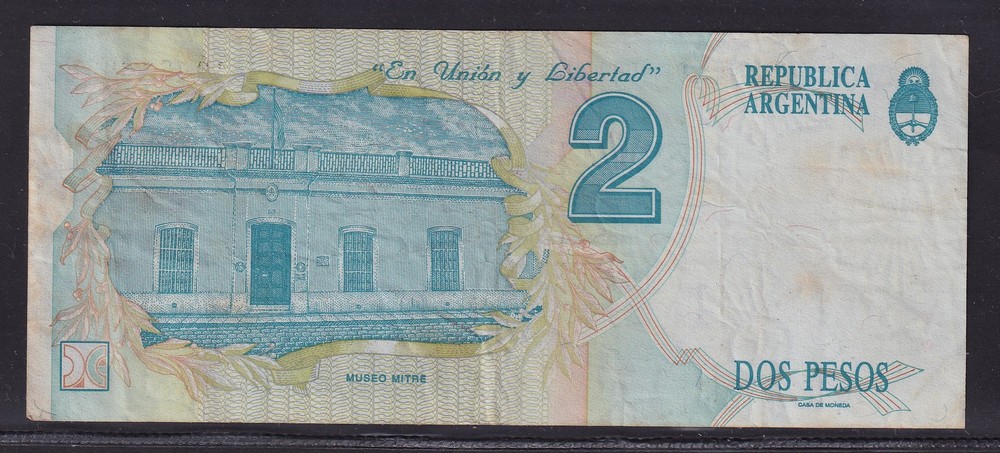 "En Unión y Libertad"
2
REPUBLICA
ARGENTINA
MUSEO MITRE
DOS PESOS
CASA DE MONEDA